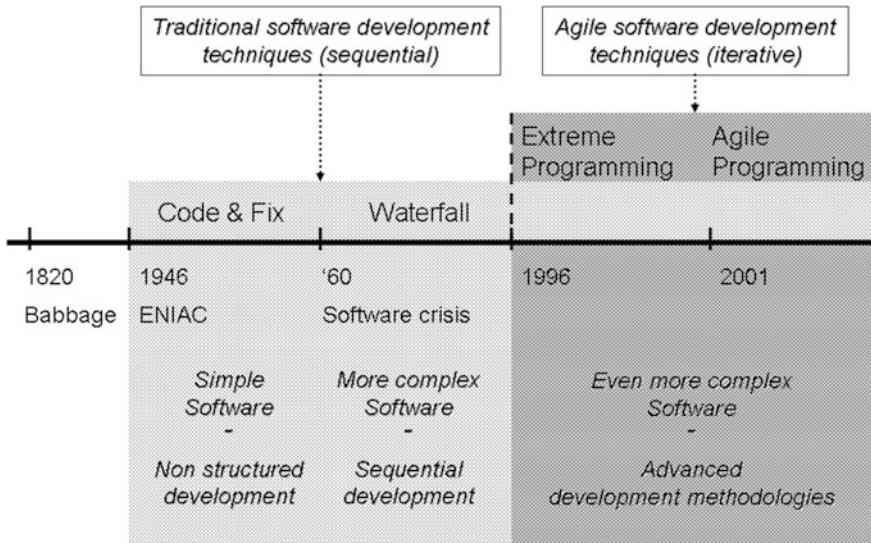 Traditional software development
techniques (sequential)
Agile software development
techniques (iterative)
Extreme
Programming
Agile
Programming
Code & Fix
Waterfall
1820
1946
‘60
1996
2001
Babbage
ENIAC
Software crisis
Simple
Software
-
Non structured
development
More complex
Software
-
Sequential
development
Even more complex
Software
-
Advanced
development methodologies